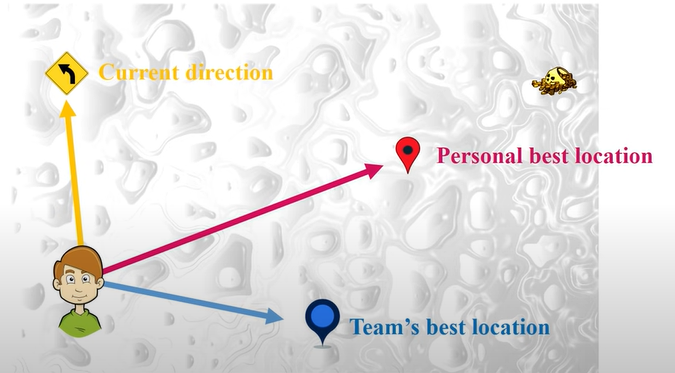 Current direction
Personal best location
Team's best location